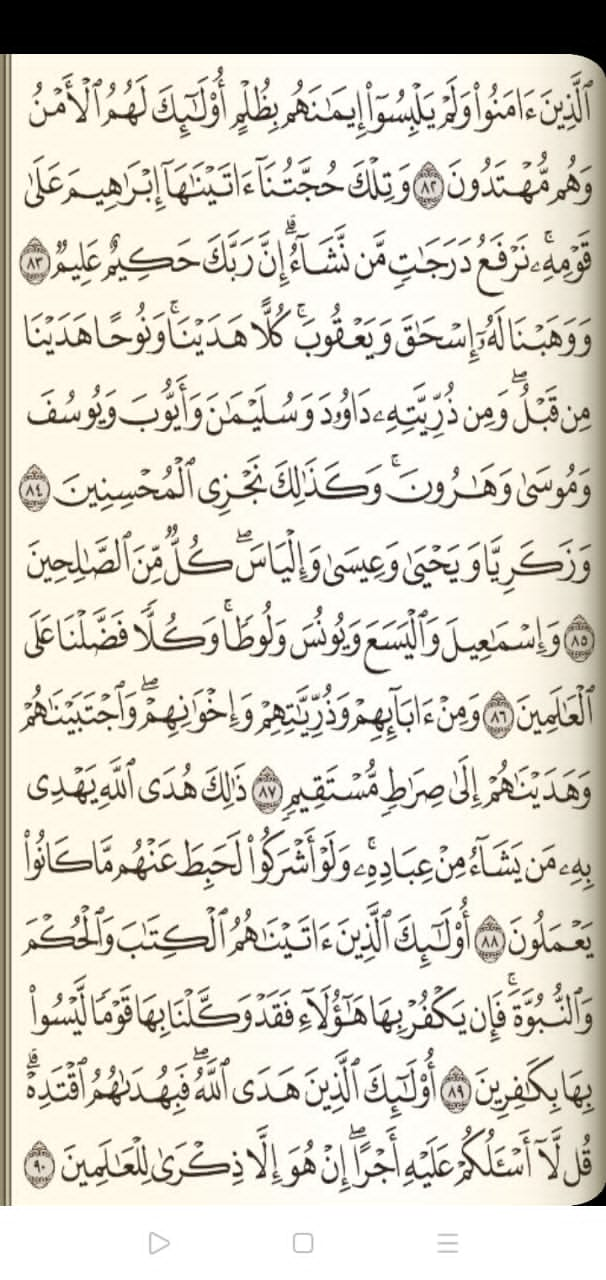 ٱلَّذِينَ ءَامَنُوا۟ وَلَمْ يَلْبِسُوٓا۟ إِيمَـٰنَهُم بِظُلْمٍ أُو۟لَـٰٓئِكَ لَهُمُ ٱلْأَمْنُ
وَهُم مُّهْتَدُونَ ٨٢ وَتِلْكَ حُجَّتُنَآ ءَاتَيْنَـٰهَآ إِبْرَٰهِيمَ عَلَىٰ
قَوْمِهِۦۚ نَرْفَعُ دَرَجَـٰتٍ مَّن نَّشَآءُۗ إِنَّ رَبَّكَ حَكِيمٌ عَلِيمٌ ٨٣
وَوَهَبْنَا لَهُۥٓ إِسْحَـٰقَ وَيَعْقُوبَۚ كُلًّا هَدَيْنَاۚ وَنُوحًا هَدَيْنَا
مِن قَبْلُۖ وَمِن ذُرِّيَّتِهِۦ دَاوُۥدَ وَسُلَيْمَـٰنَ وَأَيُّوبَ وَيُوسُفَ
وَمُوسَىٰ وَهَـٰرُونَۚ وَكَذَٰلِكَ نَجْزِى ٱلْمُحْسِنِينَ ٨٤
وَزَكَرِيَّا وَيَحْيَىٰ وَعِيسَىٰ وَإِلْيَاسَۖ كُلٌّ مِّنَ ٱلصَّـٰلِحِينَ
٨٥ وَإِسْمَـٰعِيلَ وَٱلْيَسَعَ وَيُونُسَ وَلُوطًاۚ وَكُلًّا فَضَّلْنَا عَلَى
ٱلْعَـٰلَمِينَ ٨٦ وَمِنْ ءَابَآئِهِمْ وَذُرِّيَّـٰتِهِمْ وَإِخْوَٰنِهِمْۖ وَٱجْتَبَيْنَـٰهُمْ
وَهَدَيْنَـٰهُمْ إِلَىٰ صِرَٰطٍ مُّسْتَقِيمٍ ٨٧ ذَٰلِكَ هُدَى ٱللَّهِ يَهْدِى
بِهِۦ مَن يَشَآءُ مِنْ عِبَادِهِۦۚ وَلَوْ أَشْرَكُوا۟ لَحَبِطَ عَنْهُم مَّا كَانُوا۟
يَعْمَلُونَ ٨٨ أُو۟لَـٰٓئِكَ ٱلَّذِينَ ءَاتَيْنَـٰهُمُ ٱلْكِتَـٰبَ وَٱلْحُكْمَ
وَٱلنُّبُوَّةَۚ فَإِن يَكْفُرْ بِهَا هَـٰٓؤُلَآءِ فَقَدْ وَكَّلْنَا بِهَا قَوْمًا لَّيْسُوا۟
بِهَا بِكَـٰفِرِينَ ٨٩ أُو۟لَـٰٓئِكَ ٱلَّذِينَ هَدَى ٱللَّهُۖ فَبِهُدَىٰهُمُ ٱقْتَدِهْۗ
قُل لَّآ أَسْـَٔلُكُمْ عَلَيْهِ أَجْرًاۖ إِنْ هُوَ إِلَّا ذِكْرَىٰ لِلْعَـٰلَمِينَ ٩٠